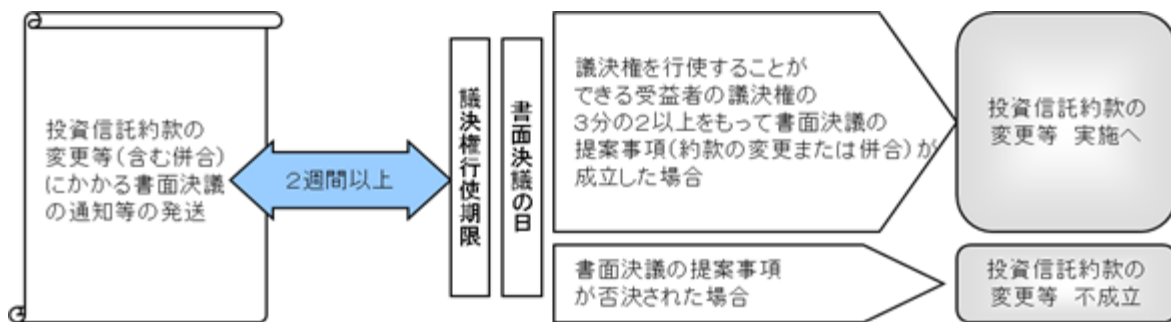 投資信託約款の
変更等(含む併合)
にかかる書面決議
の通知等の発送
2週間以上
議決権行使期限
書面決議の日
議決権を行使することが
できる受益者の議決権の
3分の2以上をもって書面決議の
提案事項(約款の変更または併合)が
成立した場合
投資信託約款の
変更等 実施へ
書面決議の提案事項
が否決された場合
投資信託約款の
変更等 不成立